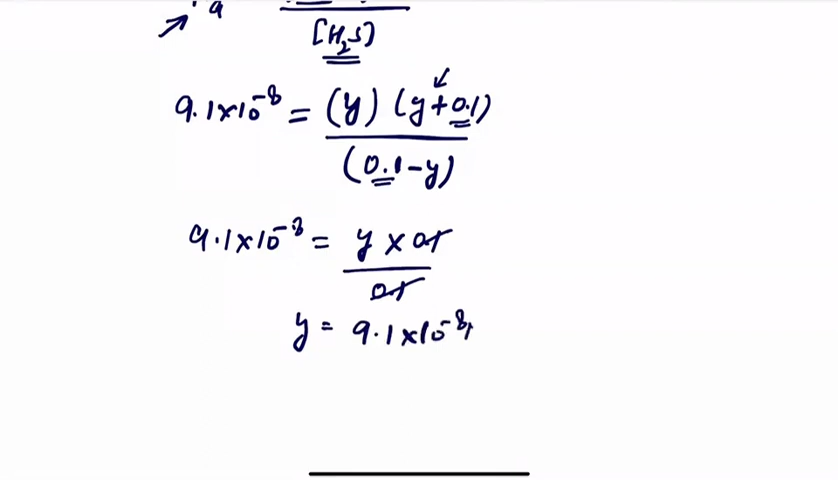 a
[H₂S]
9.1×10⁻⁸ = (y) (y+0.1)
(0.1-y)
9.1×10⁻⁸ = y × 0.1
0.1
y = 9.1×10⁻⁸